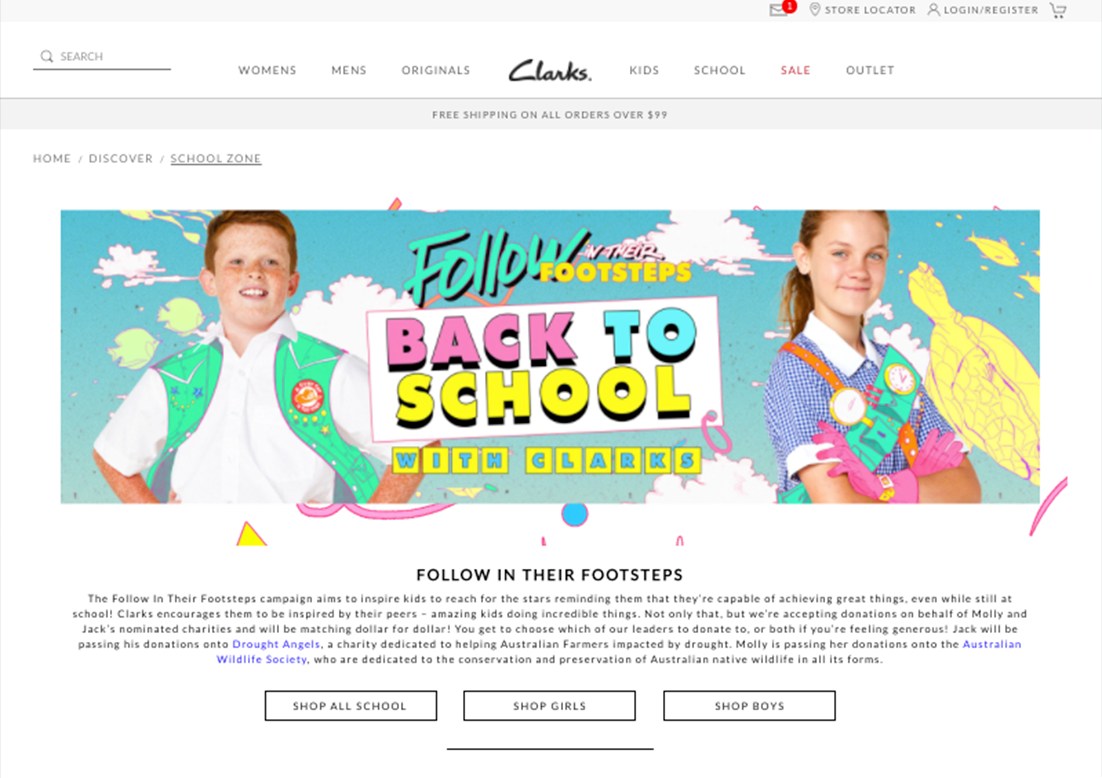 1
STORE LOCATOR
LOGIN/REGISTER
SEARCH
WOMENS
MENS
ORIGINALS
Clarks.
KIDS
SCHOOL
SALE
OUTLET
FREE SHIPPING ON ALL ORDERS OVER $99
HOME / DISCOVER / SCHOOL ZONE
Follow IN THEIR
FOOTSTEPS
BACK TO
SCHOOL
WITH CLARKS
FOLLOW IN THEIR FOOTSTEPS
The Follow In Their Footsteps campaign aims to inspire kids to reach for the stars reminding them that they're capable of achieving great things, even while still at
school! Clarks encourages them to be inspired by their peers – amazing kids doing incredible things. Not only that, but we're accepting donations on behalf of Molly and
Jack's nominated charities and will be matching dollar for dollar! You get to choose which of our leaders to donate to, or both if you're feeling generous! Jack will be
passing his donations onto Drought Angels, a charity dedicated to helping Australian Farmers impacted by drought. Molly is passing her donations onto the Australian
Wildlife Society, who are dedicated to the conservation and preservation of Australian native wildlife in all its forms.
SHOP ALL SCHOOL
SHOP GIRLS
SHOP BOYS